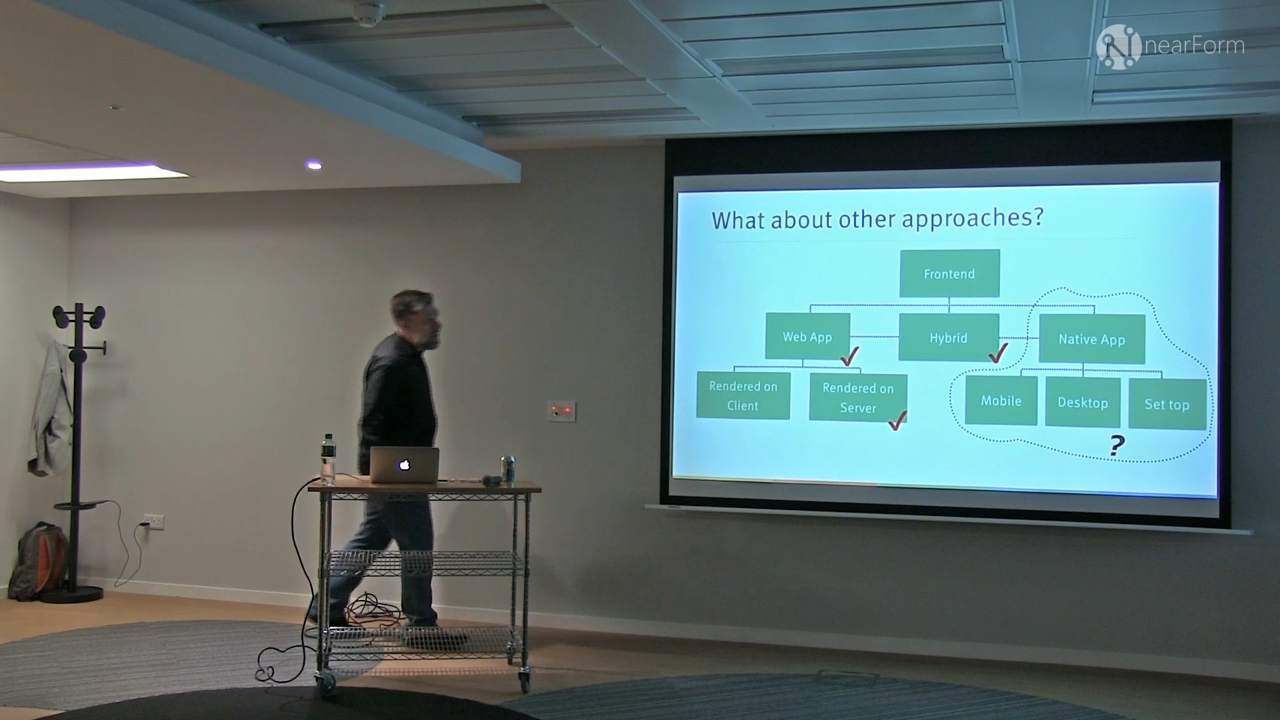 nearForm
What about other approaches?
Frontend
Web App
Hybrid
Native App
Rendered on
Client
Rendered on
Server
Mobile
Desktop
Set top
?